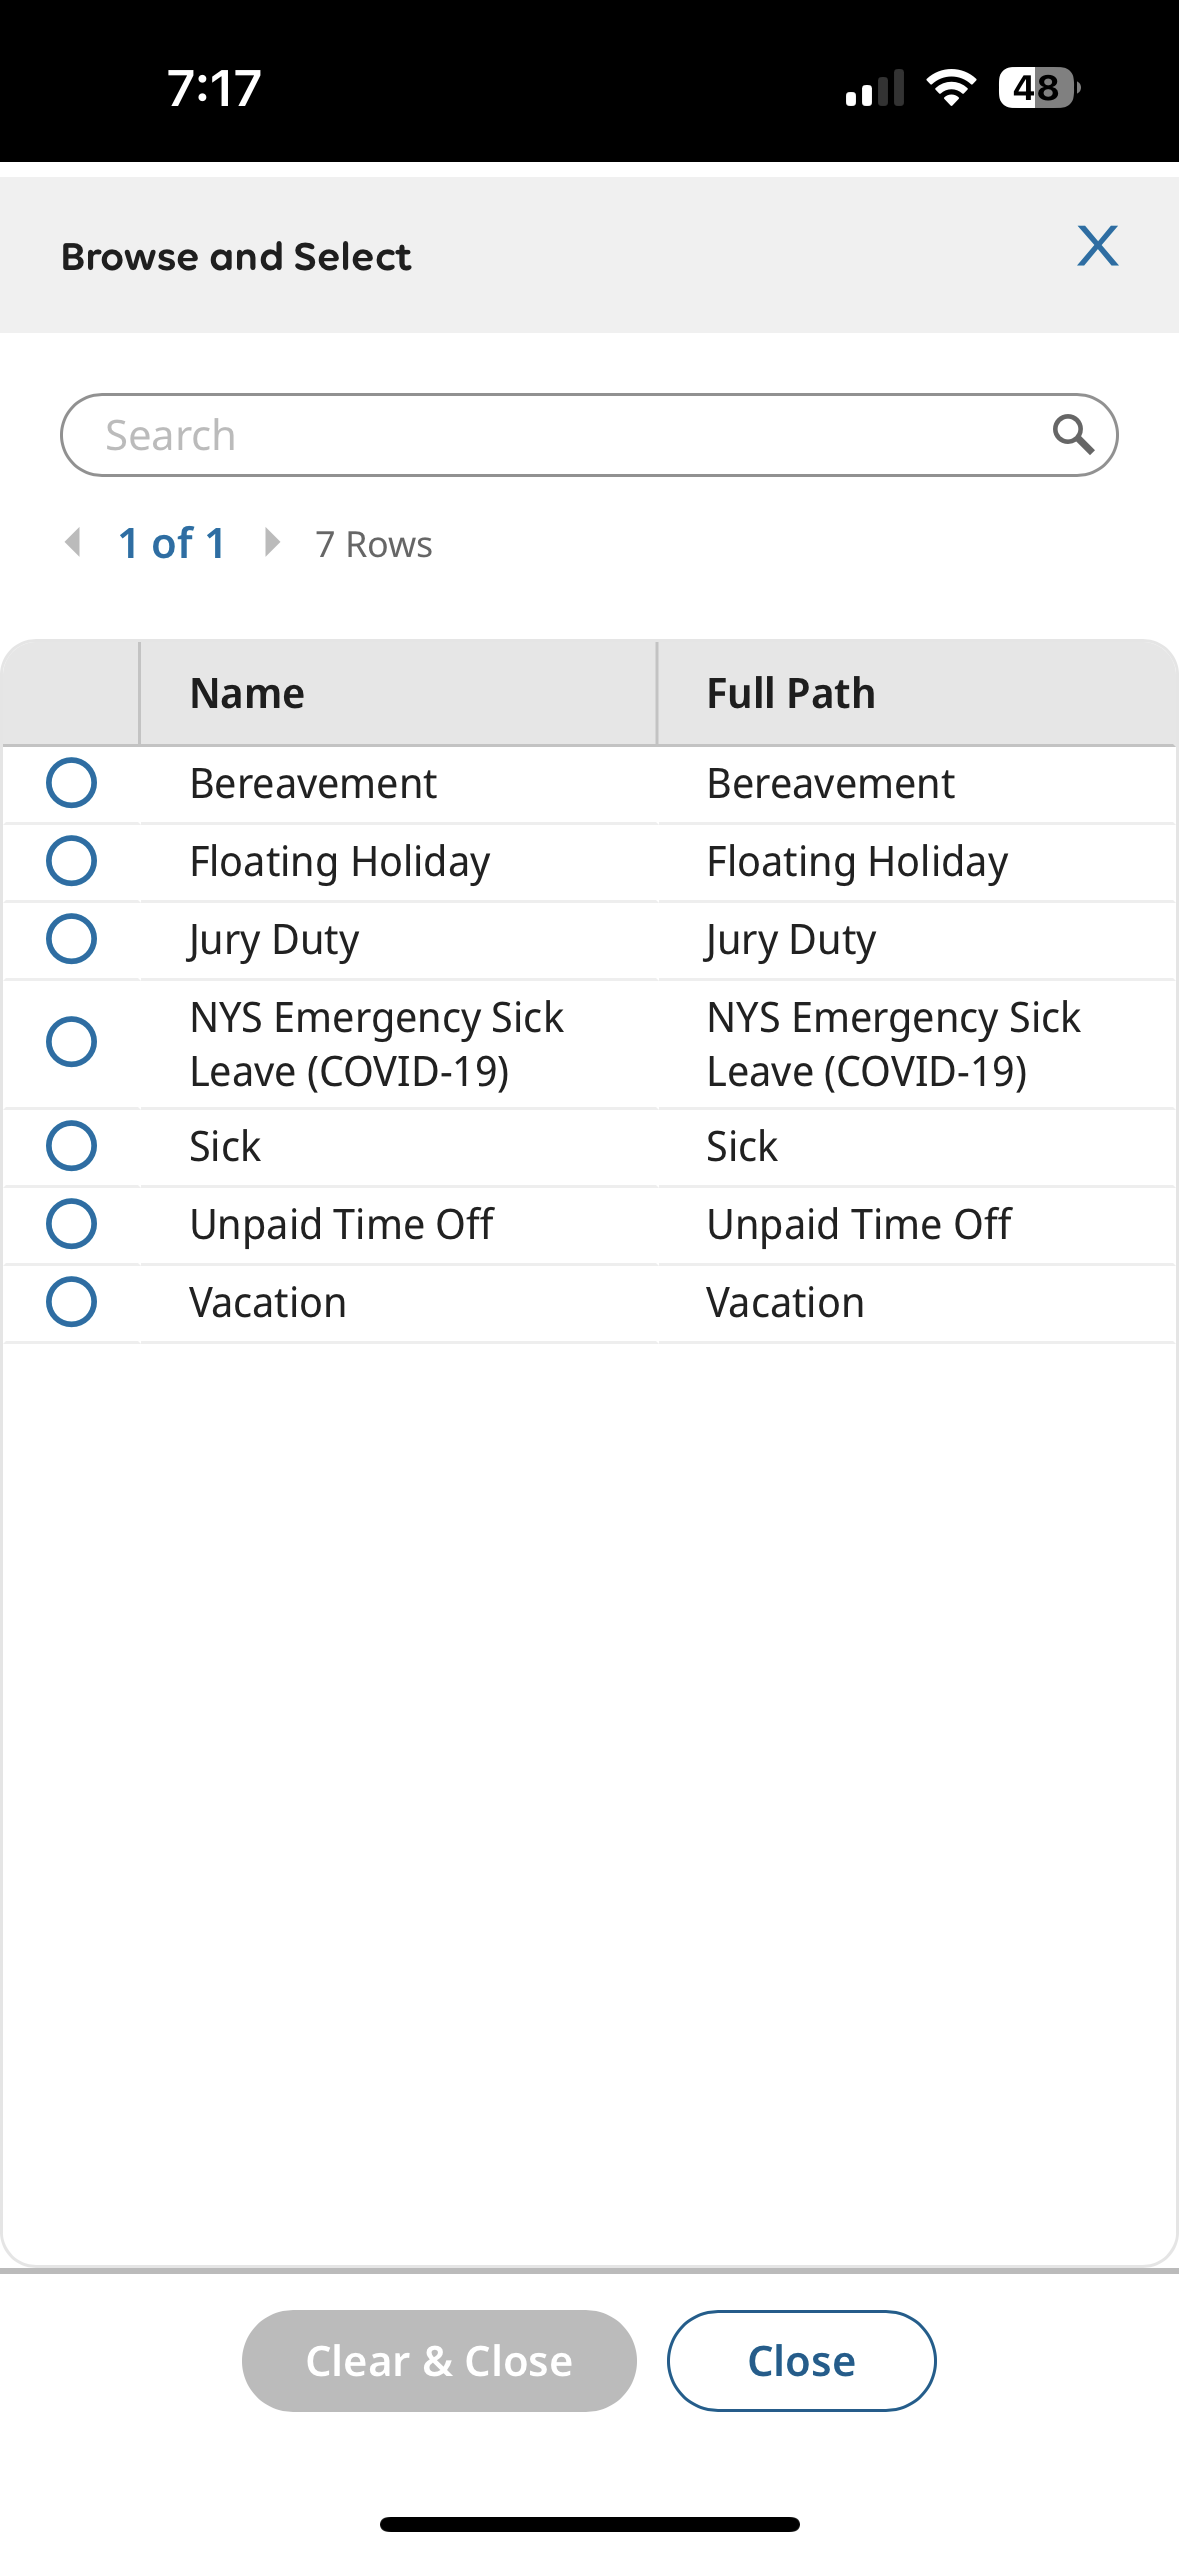 7:17
48
Browse and Select
X
Search
1 of 1 7 Rows
Name Full Path
Bereavement Bereavement
Floating Holiday Floating Holiday
Jury Duty Jury Duty
NYS Emergency Sick NYS Emergency Sick
Leave (COVID-19) Leave (COVID-19)
Sick Sick
Unpaid Time Off Unpaid Time Off
Vacation Vacation
Clear & Close Close